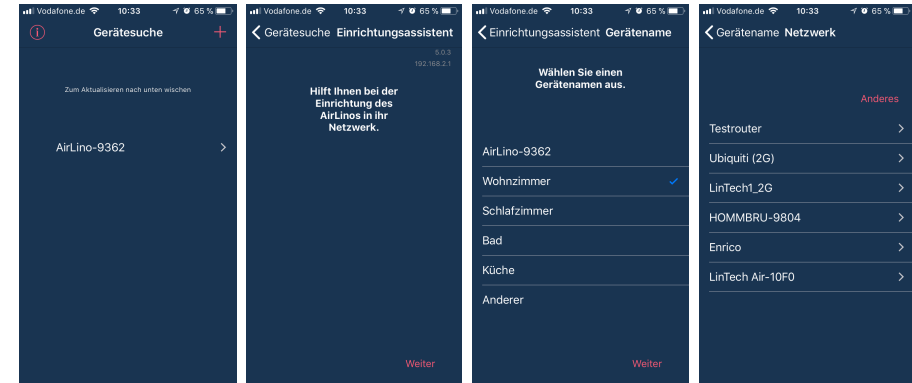 Vodafone.de 10:33 65 %
Gerätesuche
Zum Aktualisieren nach unten wischen
AirLino-9362
Vodafone.de 10:33 65 %
Gerätesuche Einrichtungsassistent
5.0.3
192.168.2.1
Hilft Ihnen bei der
Einrichtung des
AirLinos in ihr
Netzwerk.
Weiter
Vodafone.de 10:33 65 %
Einrichtungsassistent Gerätename
Wählen Sie einen
Gerätenamen aus.
AirLino-9362
Wohnzimmer
Schlafzimmer
Bad
Küche
Anderer
Weiter
Vodafone.de 10:33 65 %
Gerätename Netzwerk
Anderes
Testrouter
Ubiquiti (2G)
LinTech1_2G
HOMMBRU-9804
Enrico
LinTech Air-10F0